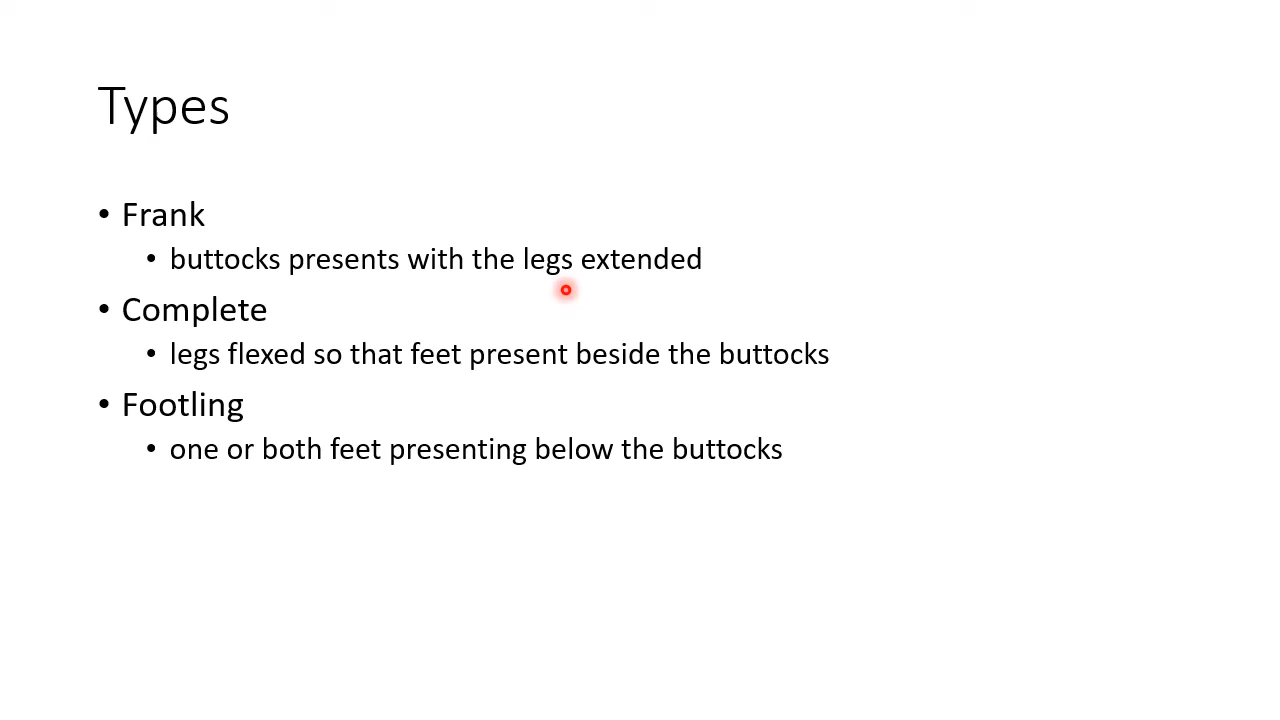 Types
• Frank
• buttocks presents with the legs extended
• Complete
• legs flexed so that feet present beside the buttocks
• Footling
• one or both feet presenting below the buttocks